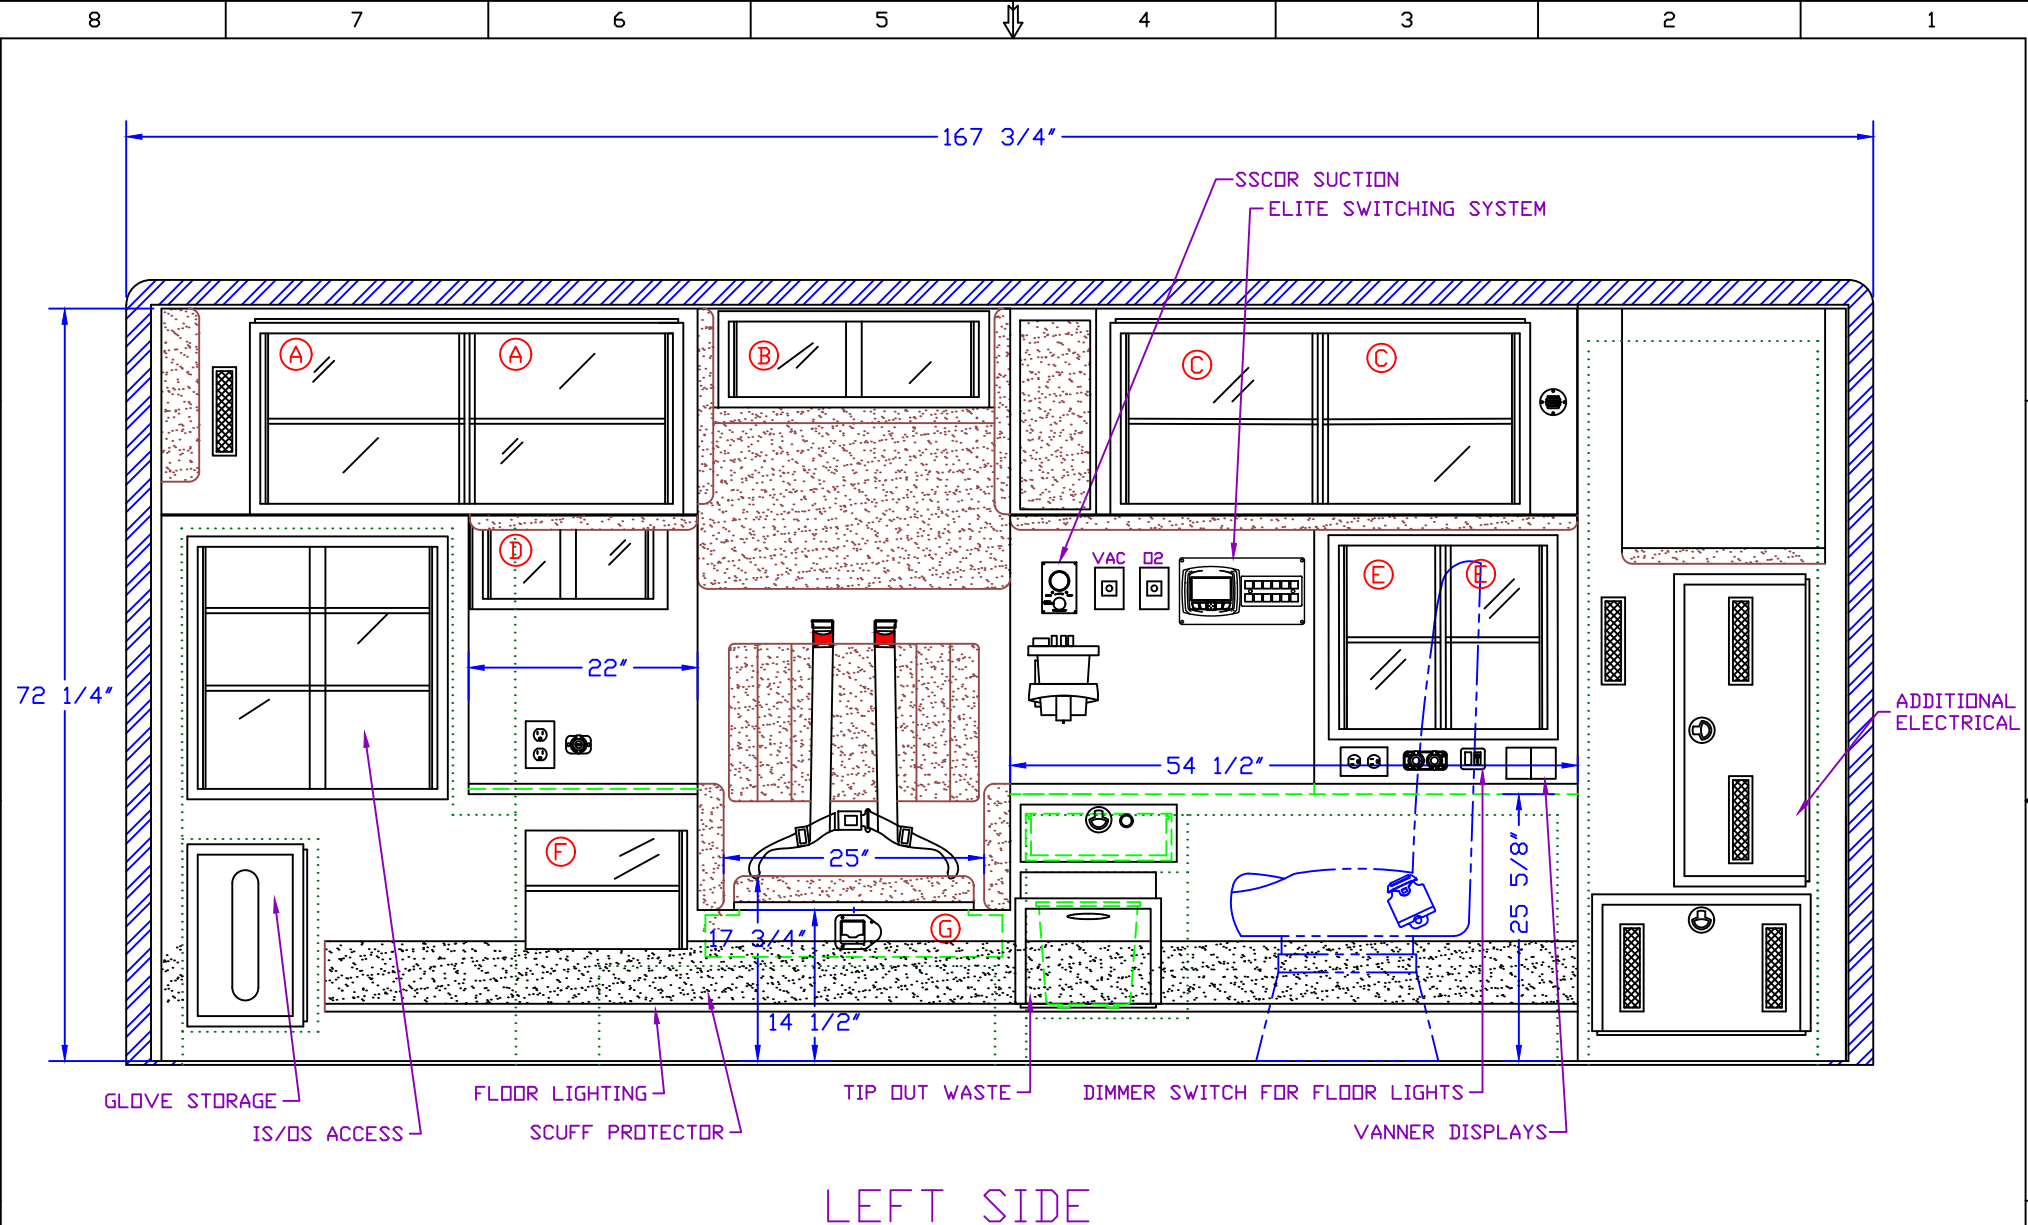 8 7 6 5 4 3 2 1
167 3/4"
SSCOR SUCTION
ELITE SWITCHING SYSTEM
A A B C C
D VAC O2 E E
22"
72 1/4"
ADDITIONAL
ELECTRICAL
54 1/2"
F
25"
25 5/8"
G
17 3/4"
14 1/2"
GLOVE STORAGE
FLOOR LIGHTING
TIP OUT WASTE
DIMMER SWITCH FOR FLOOR LIGHTS
IS/OS ACCESS
SCUFF PROTECTOR
VANNER DISPLAYS
LEFT SIDE